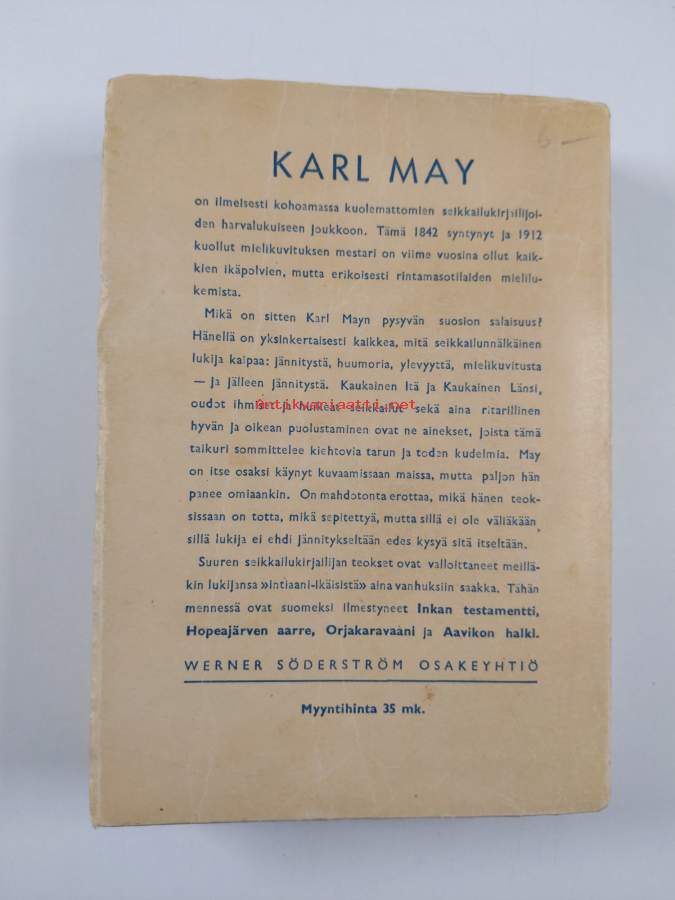 6 —
KARL MAY
on ilmeisesti kohoamassa kuolemattomien seikkailukirjailijoi-
den harvalukuiseen joukkoon. Tämä 1842 syntynyt ja 1912
kuollut mielikuvituksen mestari on viime vuosina ollut kaik-
kien ikäpolvien, mutta erikoisesti rintamasotilaiden mielilu-
kemista.
Mikä on sitten Karl Mayn pysyvän suosion salaisuus?
Hänellä on yksinkertaisesti kaikkea, mitä seikkailunnälkäinen
lukija kaipaa: jännitystä, huumoria, ylevyyttä, mielikuvitusta
— ja jälleen jännitystä. Kaukainen Itä ja Kaukainen Länsi,
antikvariaatti.net
oudot ihmiset ja hurjeat seikkailut sekä aina ritarillinen
hyvän ja oikean puolustaminen ovat ne ainekset, joista tämä
taikuri sommittelee kiehtovia tarun ja toden kudelmia. May
on itse osaksi käynyt kuvaamissaan maissa, mutta paljon hän
panee omiaankin. On mahdotonta erottaa, mikä hänen teok-
sissaan on totta, mikä sepitettyä, mutta sillä ei ole väliäkään,
sillä lukija ei ehdi jännitykseltään edes kysyä sitä itseltään.
Suuren seikkailukirjailijan teokset ovat valloittaneet meillä-
kin lukijansa »intiaani-ikäisistä» aina vanhuksiin saakka. Tähän
mennessä ovat suomeksi ilmestyneet Inkan testamentti,
Hopeajärven aarre, Orjakaravaani ja Aavikon halki.
WERNER SÖDERSTRÖM OSAKEYHTIÖ
Myyntihinta 35 mk.